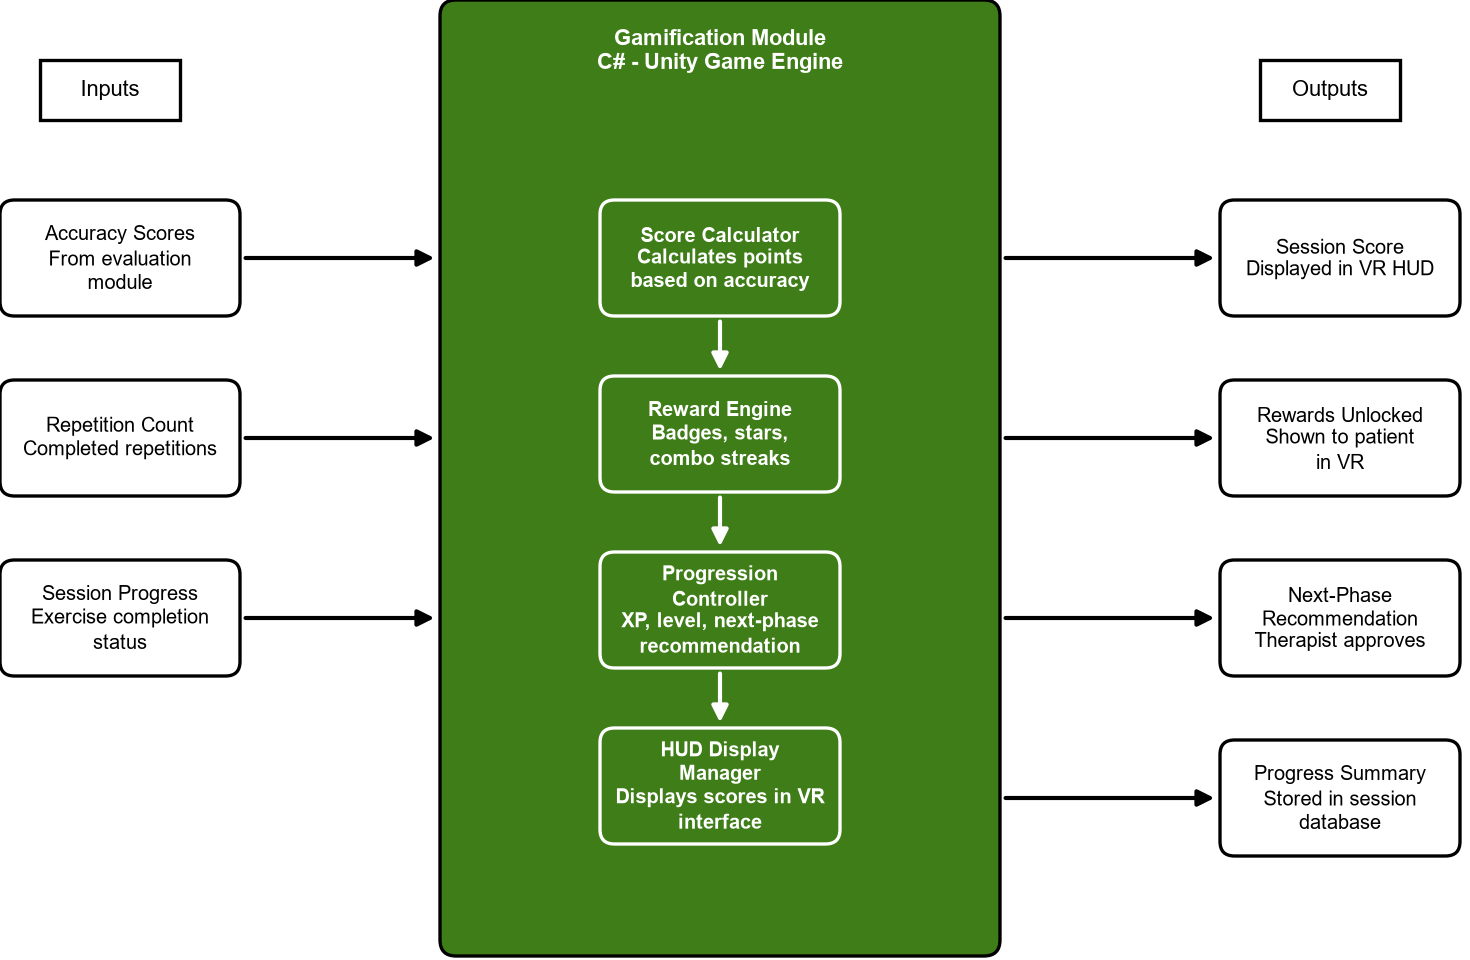 Gamification Module
C# - Unity Game Engine
Inputs
Outputs
Accuracy Scores
From evaluation
module
Repetition Count
Completed repetitions
Session Progress
Exercise completion
status
Score Calculator
Calculates points
based on accuracy
Reward Engine
Badges, stars,
combo streaks
Progression
Controller
XP, level, next-phase
recommendation
HUD Display
Manager
Displays scores in VR
interface
Session Score
Displayed in VR HUD
Rewards Unlocked
Shown to patient
in VR
Next-Phase
Recommendation
Therapist approves
Progress Summary
Stored in session
database